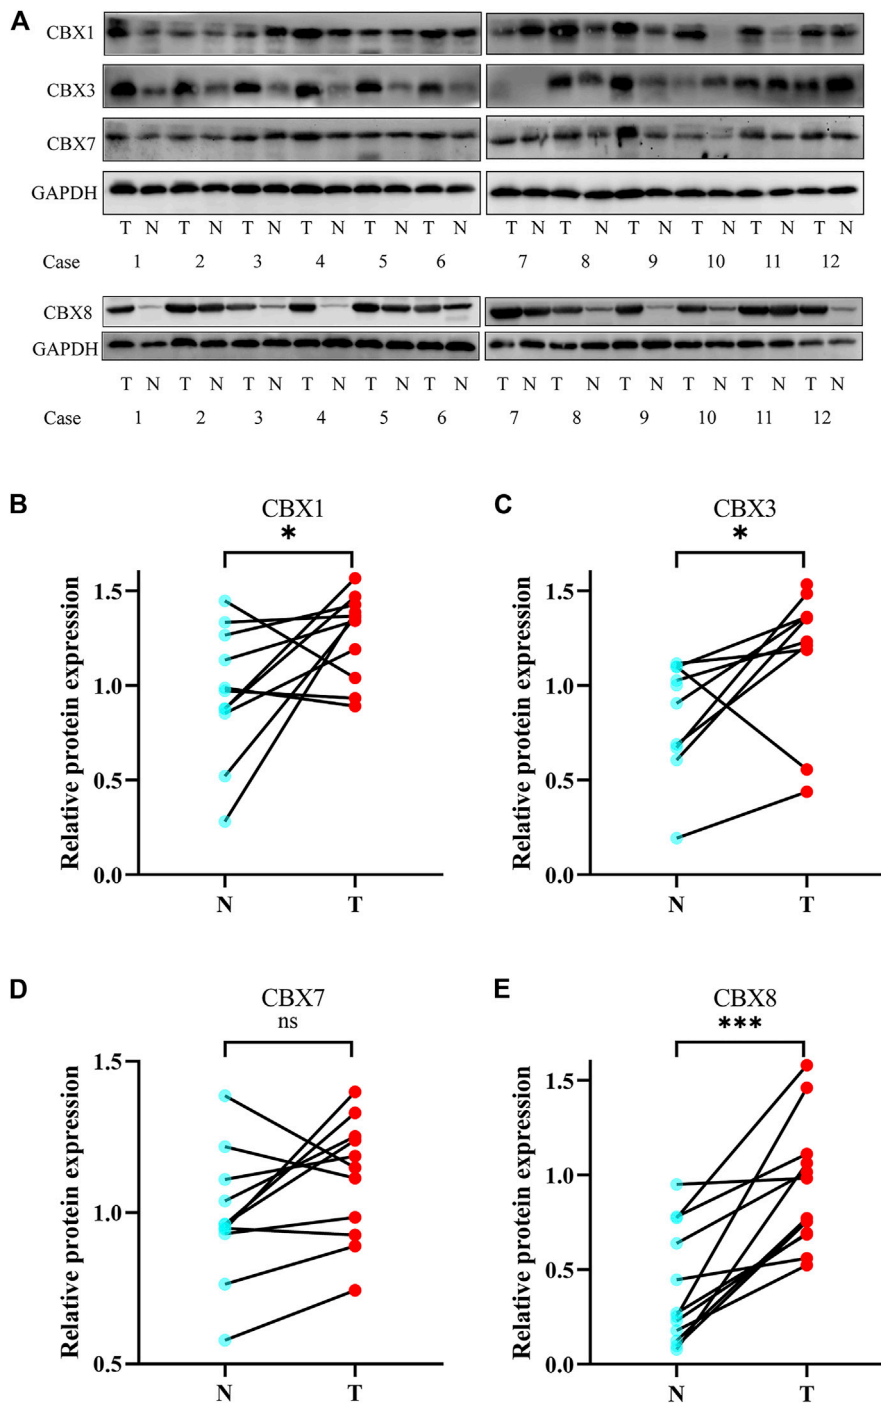 A
CBX1
CBX3
CBX7
GAPDH
T N T N T N T N T N T N T N T N T N T N T N T N
Case 1 2 3 4 5 6 7 8 9 10 11 12
CBX8
GAPDH
T N T N T N T N T N T N T N T N T N T N T N T N
Case 1 2 3 4 5 6 7 8 9 10 11 12
B
CBX1
*
Relative protein expression
1.5
1.0
0.5
0.0
N T
C
CBX3
*
Relative protein expression
1.5
1.0
0.5
0.0
N T
D
CBX7
ns
Relative protein expression
1.5
1.0
0.5
N T
E
CBX8
***
Relative protein expression
1.5
1.0
0.5
0.0
N T